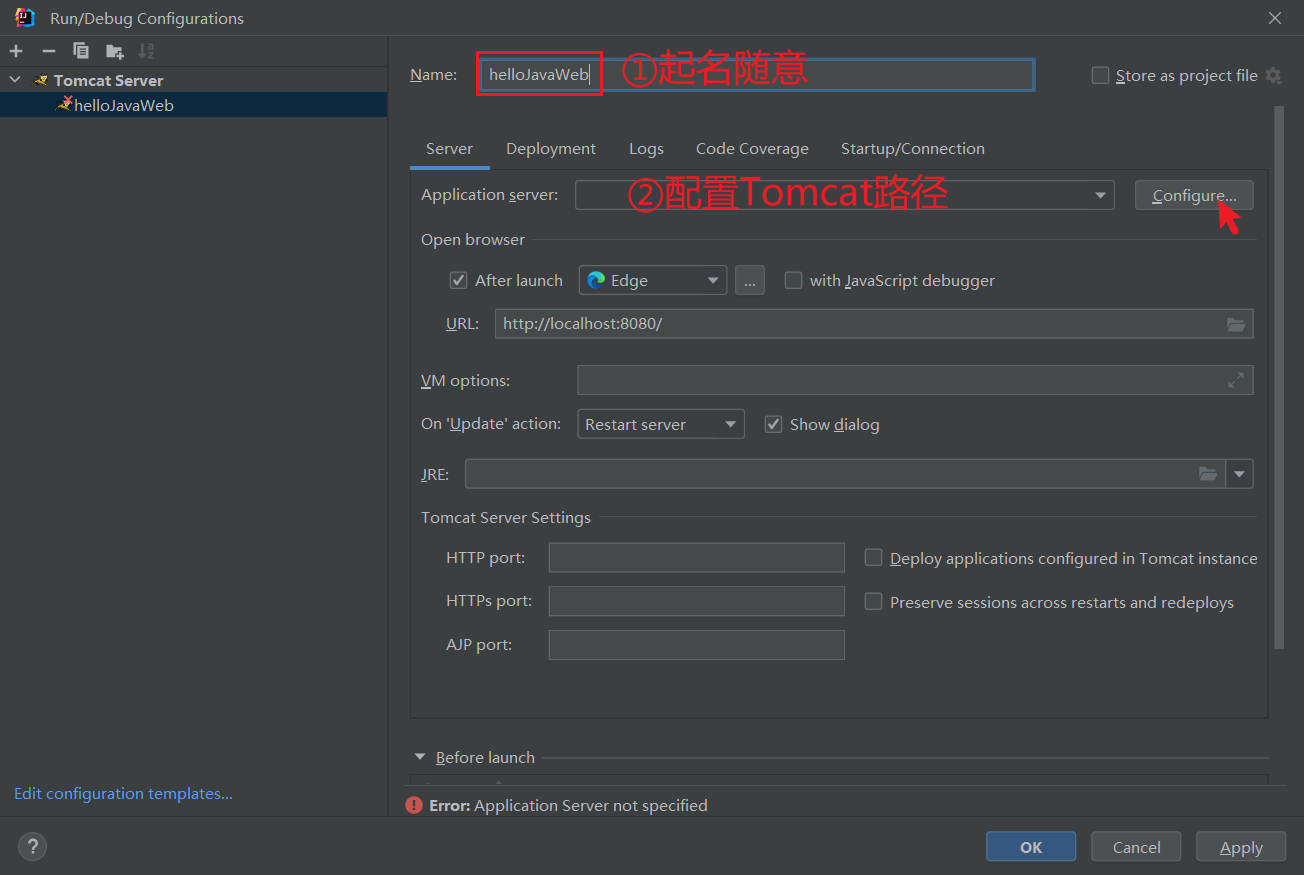 Run/Debug Configurations
Tomcat Server
helloJavaWeb
Edit configuration templates...
Name: helloJavaWeb ①起名随意 Store as project file
Server Deployment Logs Code Coverage Startup/Connection
Application server: ②配置Tomcat路径 Configure...
Open browser
After launch Edge ... with JavaScript debugger
URL: http://localhost:8080/
VM options:
On 'Update' action: Restart server Show dialog
JRE:
Tomcat Server Settings
HTTP port: Deploy applications configured in Tomcat instance
HTTPs port: Preserve sessions across restarts and redeploys
AJP port:
Before launch
Error: Application Server not specified
? OK Cancel Apply